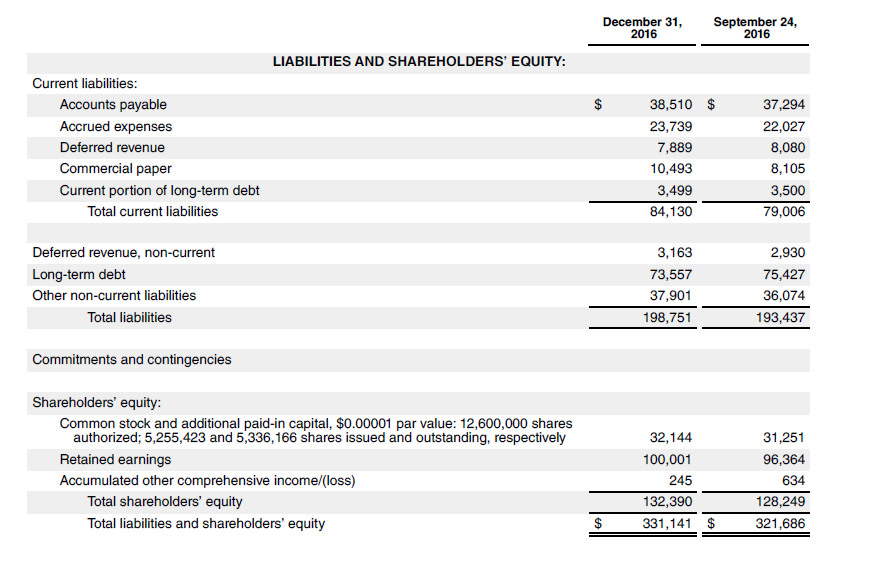 December 31, September 24,
2016 2016
LIABILITIES AND SHAREHOLDERS’ EQUITY:
Current liabilities:
Accounts payable $ 38,510 $ 37,294
Accrued expenses 23,739 22,027
Deferred revenue 7,889 8,080
Commercial paper 10,493 8,105
Current portion of long-term debt 3,499 3,500
Total current liabilities 84,130 79,006
Deferred revenue, non-current 3,163 2,930
Long-term debt 73,557 75,427
Other non-current liabilities 37,901 36,074
Total liabilities 198,751 193,437
Commitments and contingencies
Shareholders’ equity:
Common stock and additional paid-in capital, $0.00001 par value: 12,600,000 shares
authorized; 5,255,423 and 5,336,166 shares issued and outstanding, respectively 32,144 31,251
Retained earnings 100,001 96,364
Accumulated other comprehensive income/(loss) 245 634
Total shareholders’ equity 132,390 128,249
Total liabilities and shareholders’ equity $ 331,141 $ 321,686